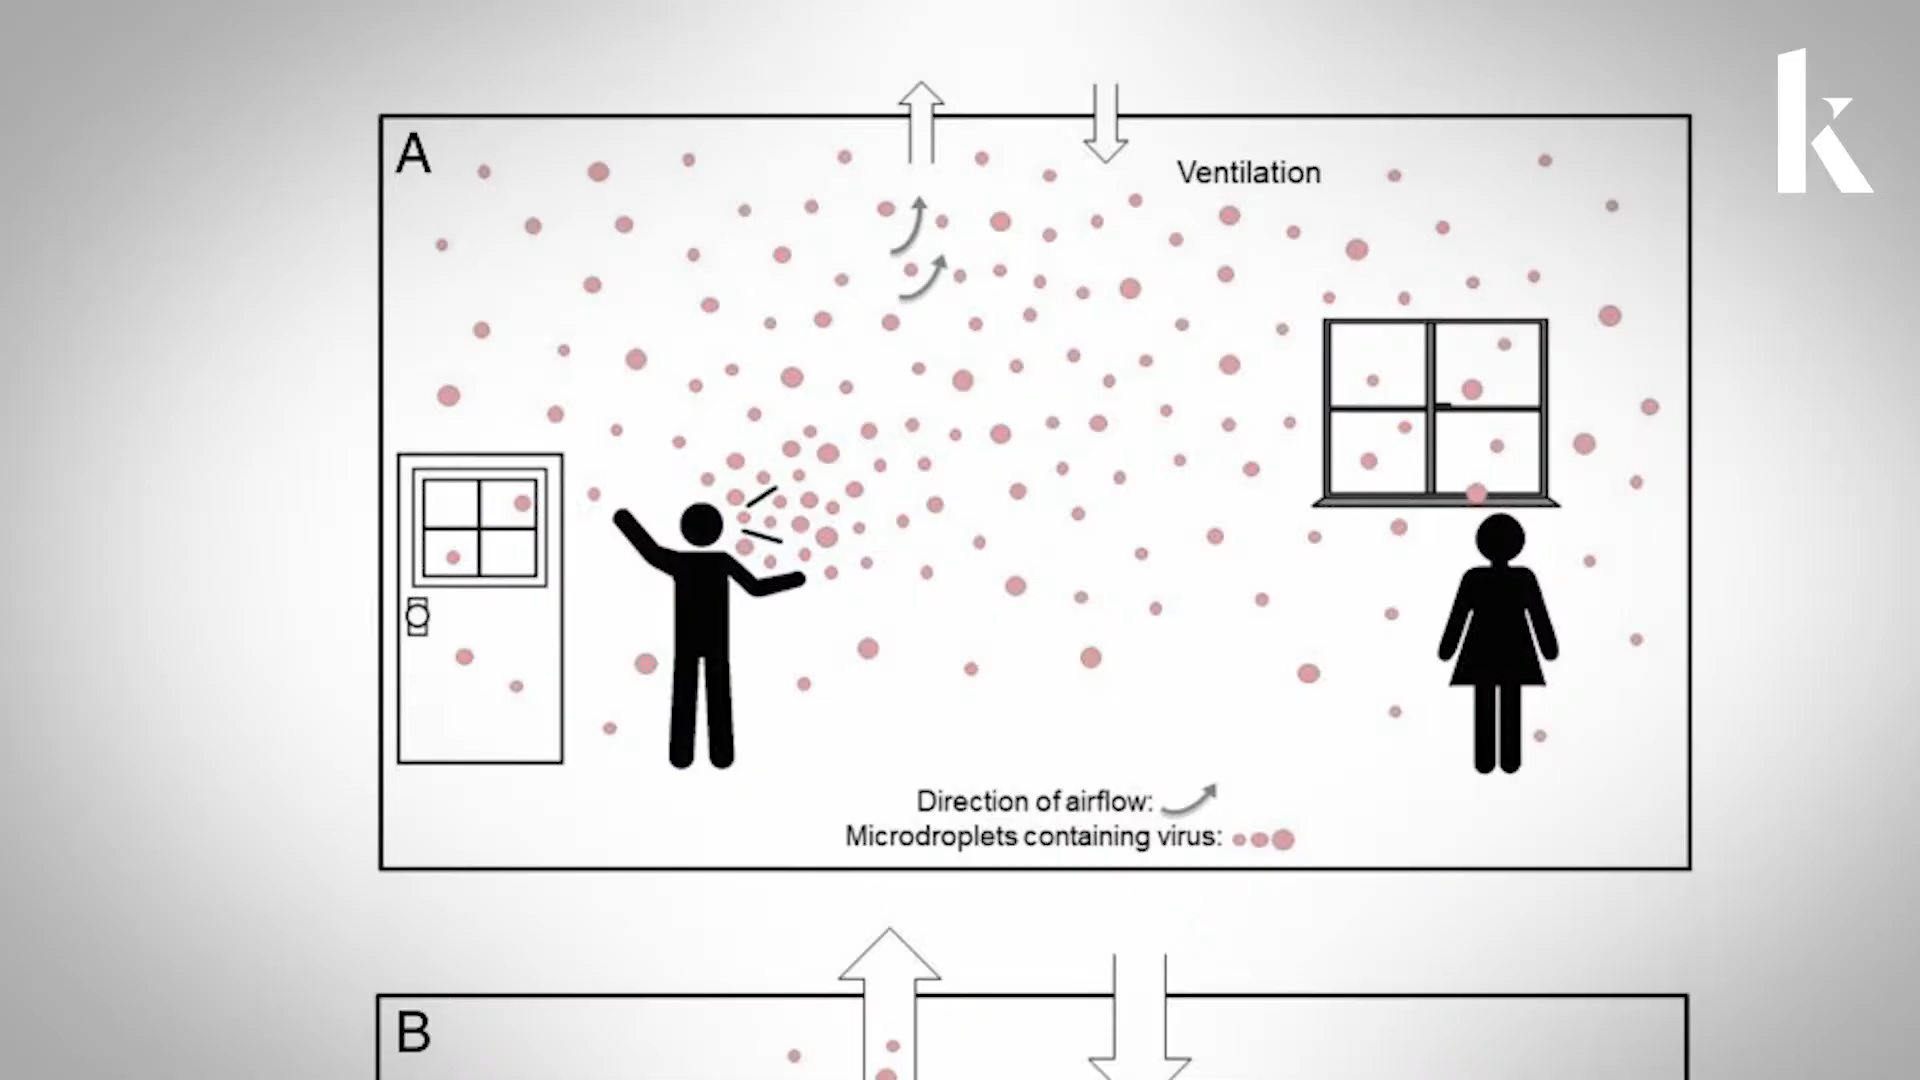 k
A
Ventilation
Direction of airflow:
Microdroplets containing virus:
B